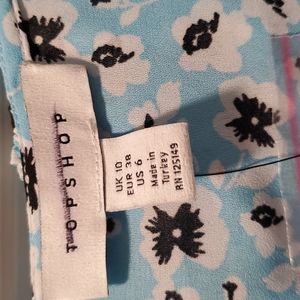 TOPSHOP
UK 10
EUR 38
US 6
Made in
Turkey
RN 125149